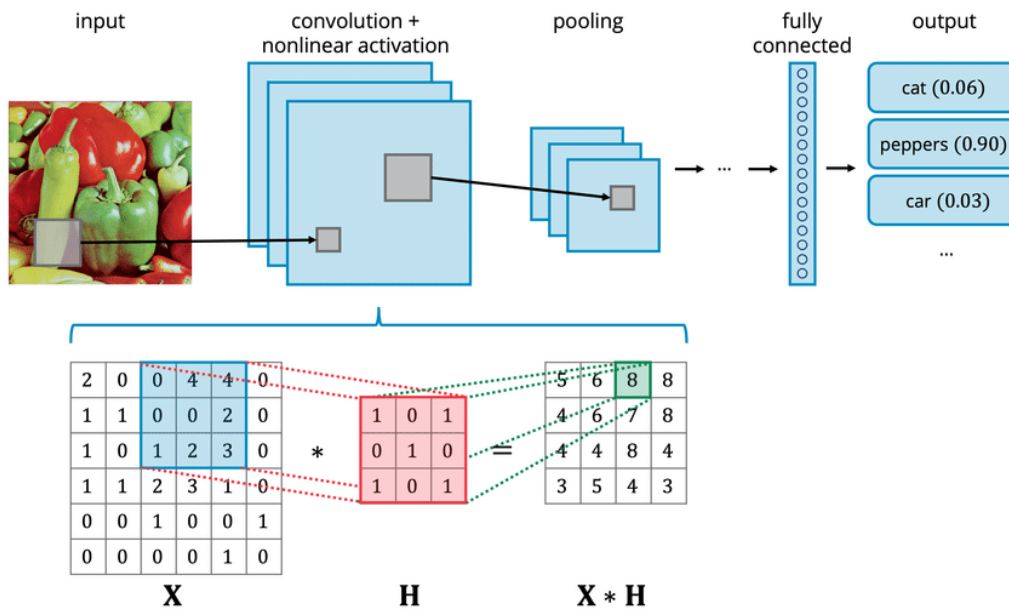 input
convolution +
nonlinear activation
pooling
fully
connected
output
cat (0.06)
peppers (0.90)
car (0.03)
...
...
2 0 0 4 4 0
1 1 0 0 2 0
1 0 1 2 3 0
1 1 2 3 1 0
0 0 1 0 0 1
0 0 0 0 1 0
*
1 0 1
0 1 0
1 0 1
=
5 6 8 8
4 6 7 8
4 4 8 4
3 5 4 3
X
H
X * H